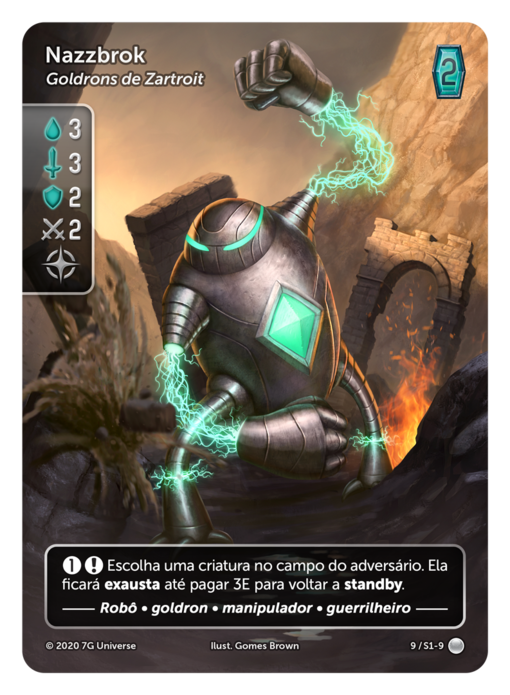 Nazzbrok
Goldrons de Zartroit
2
3
3
2
2
1 ! Escolha uma criatura no campo do adversário. Ela
ficará exausta até pagar 3E para voltar a standby.
Robô • goldron • manipulador • guerrilheiro
© 2020 7G Universe Ilust. Gomes Brown 9 / S1-9